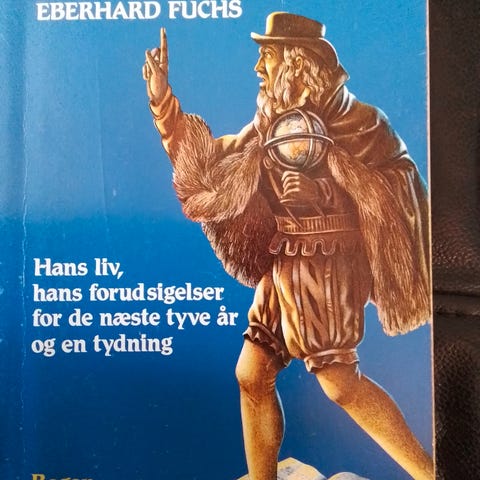 EBERHARD FUCHS
Hans liv,
hans forudsigelser
for de næste tyve år
og en tydning